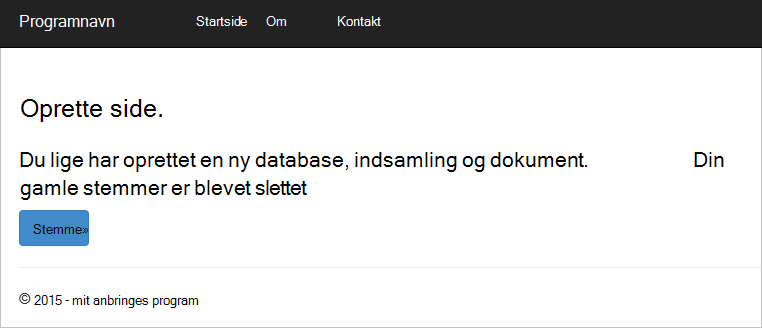 Programnavn Startside Om Kontakt
Oprette side.
Du lige har oprettet en ny database, indsamling og dokument. Din
gamle stemmer er blevet slettet
Stemme»
© 2015 - mit anbringes program